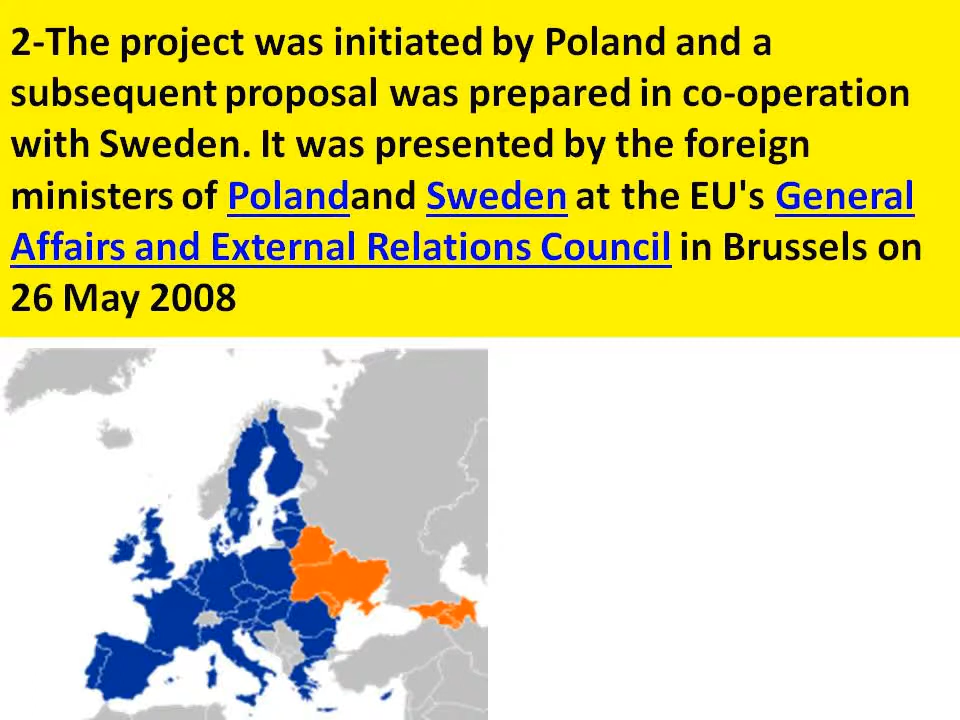 2-The project was initiated by Poland and a
subsequent proposal was prepared in co-operation
with Sweden. It was presented by the foreign
ministers of Polandand Sweden at the EU's General
Affairs and External Relations Council in Brussels on
26 May 2008